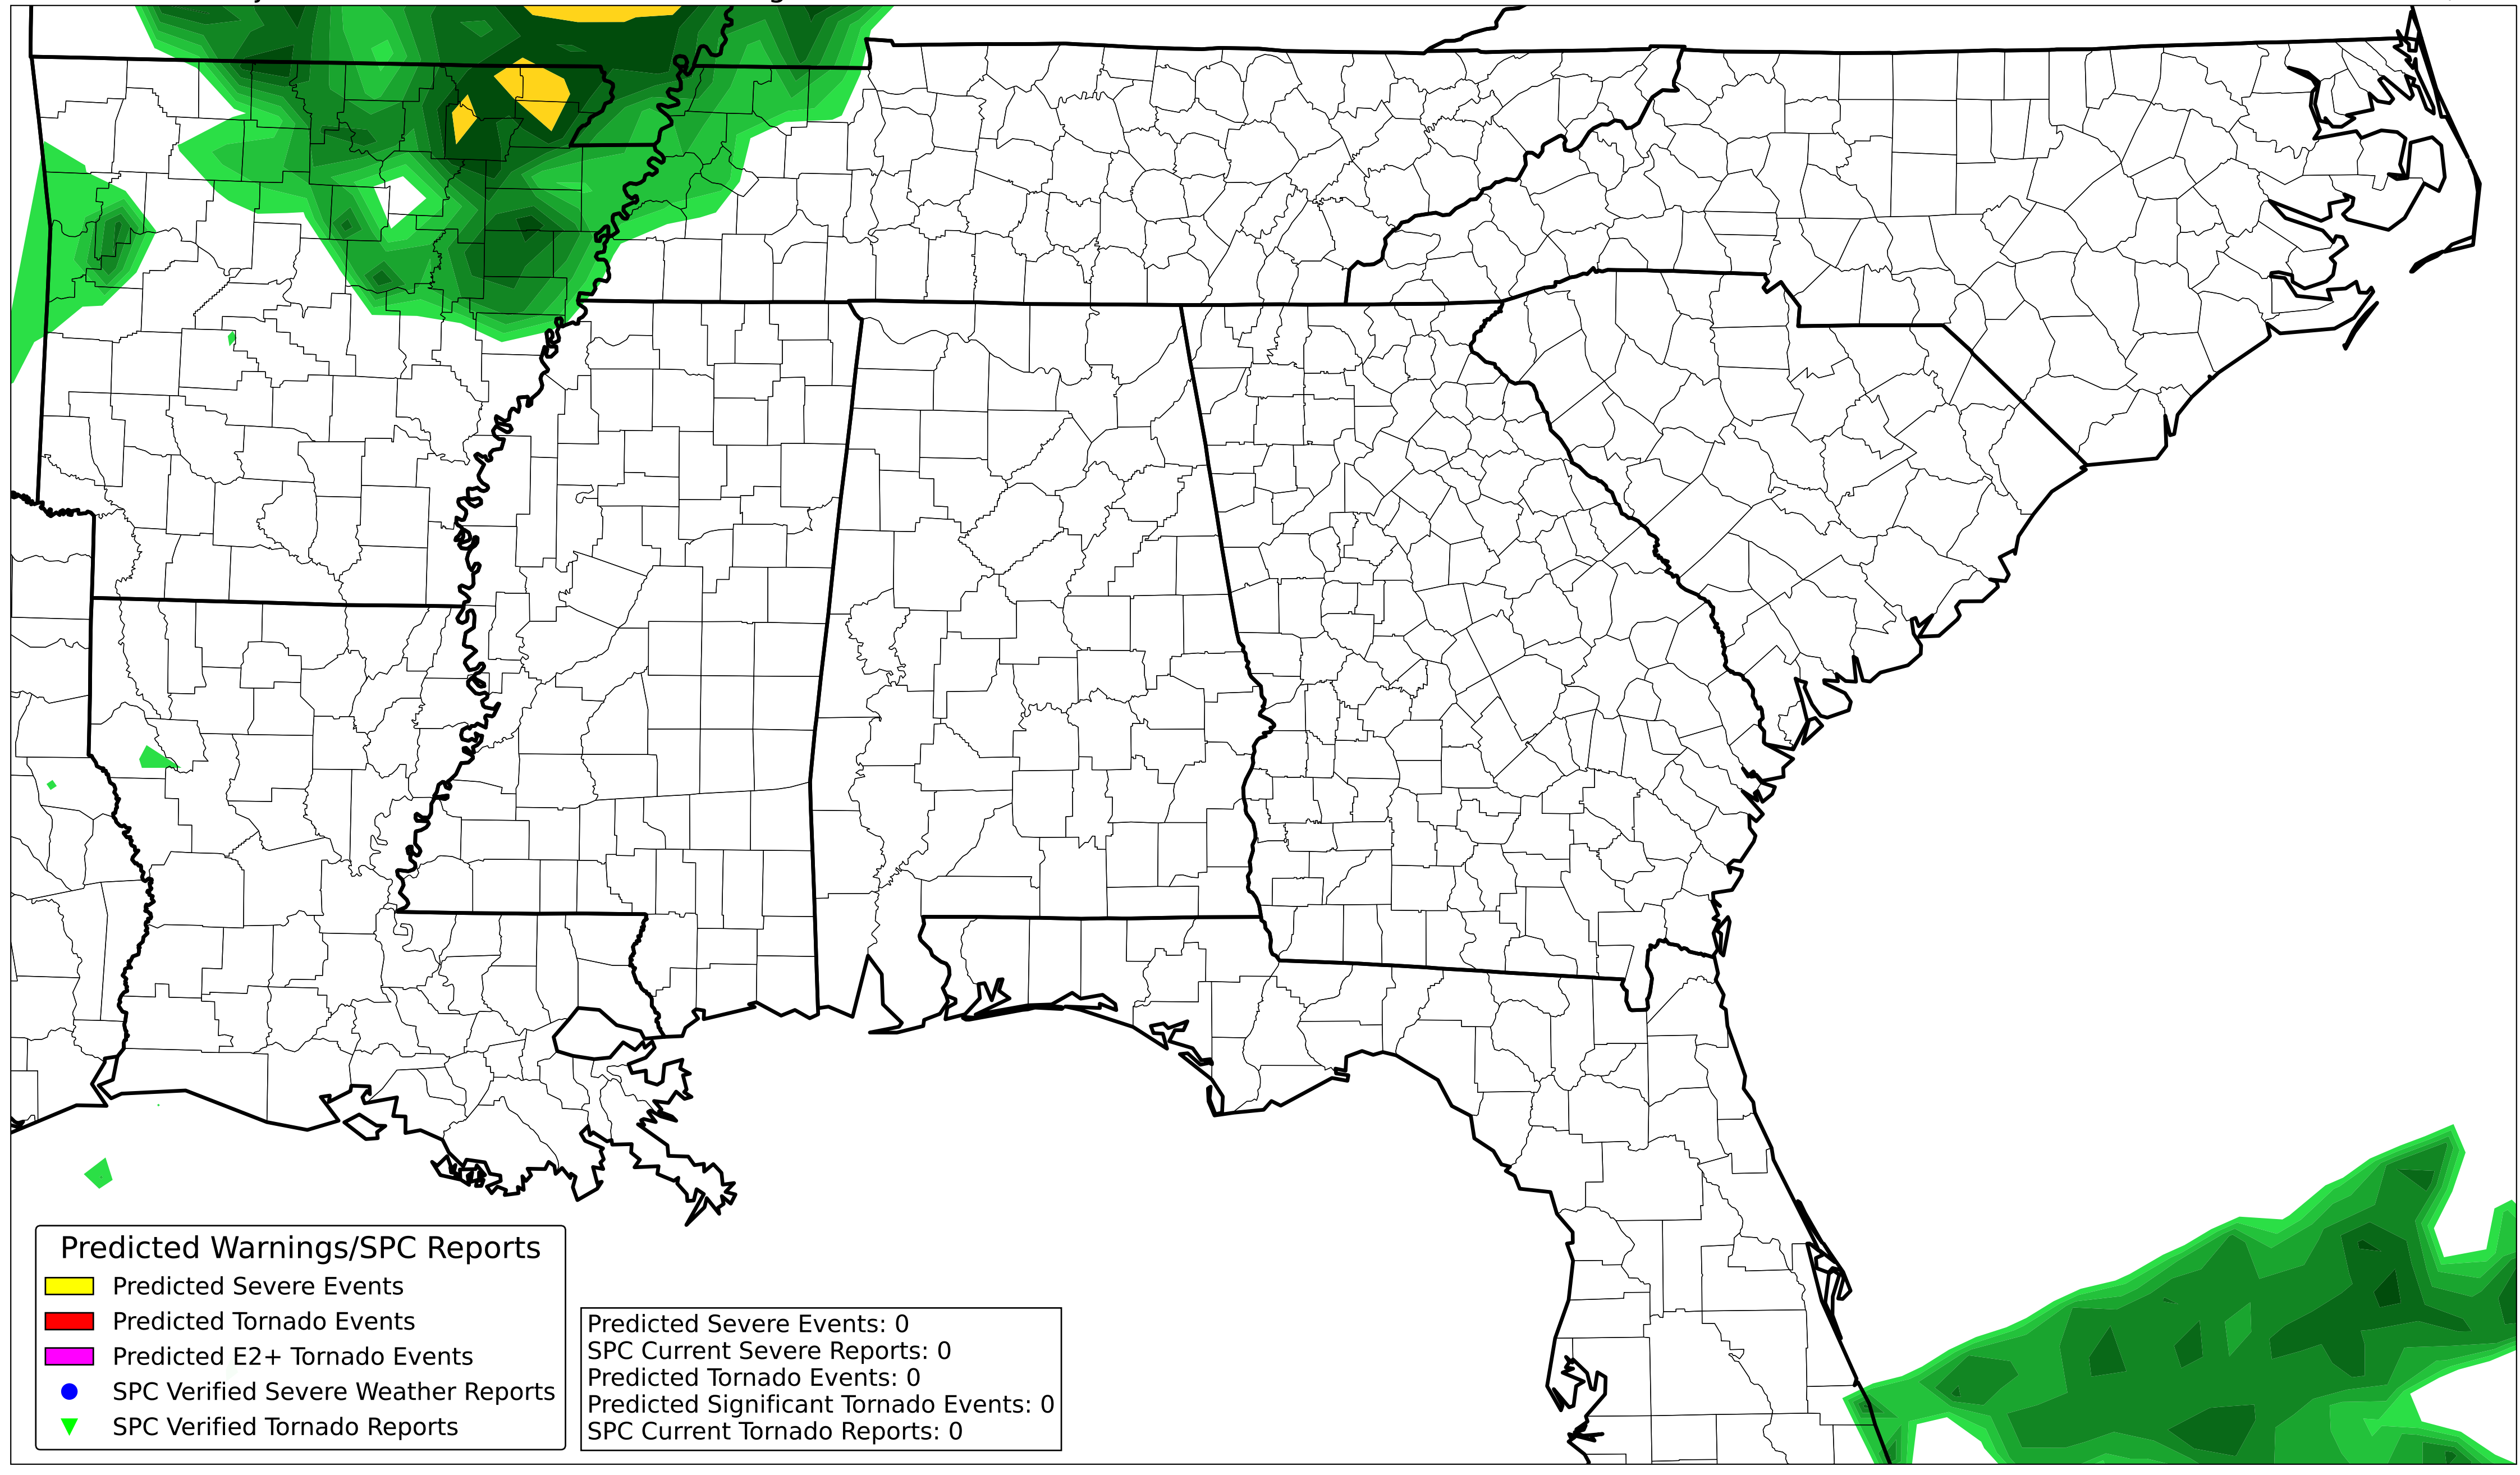 Predicted Warnings/SPC Reports
Predicted Severe Events
Predicted Tornado Events
Predicted E2+ Tornado Events
SPC Verified Severe Weather Reports
SPC Verified Tornado Reports
Predicted Severe Events: 0
SPC Current Severe Reports: 0
Predicted Tornado Events: 0
Predicted Significant Tornado Events: 0
SPC Current Tornado Reports: 0